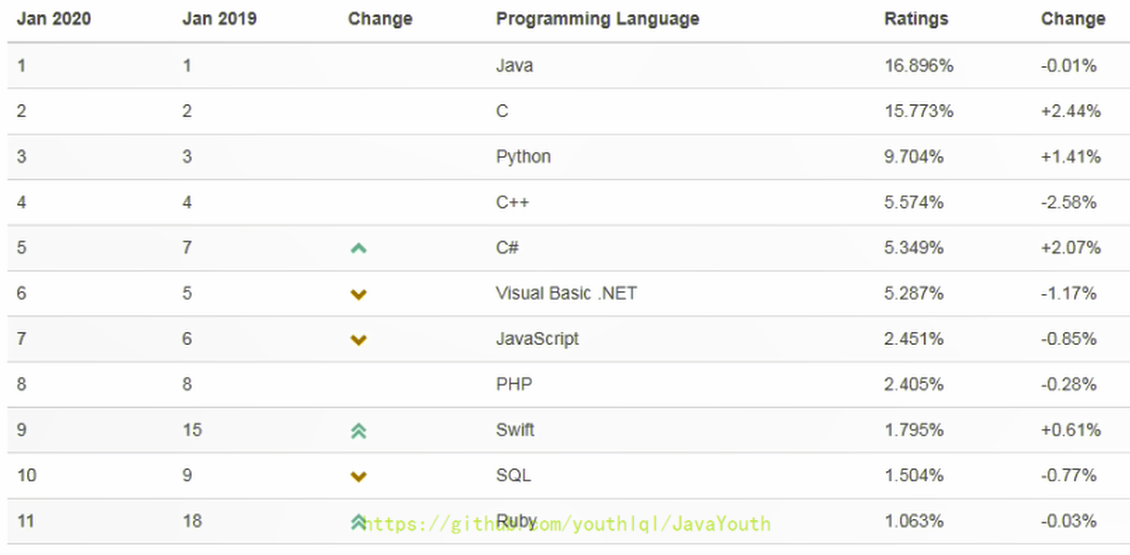 Jan 2020 Jan 2019 Change Programming Language Ratings Change
1 1 Java 16.896% -0.01%
2 2 C 15.773% +2.44%
3 3 Python 9.704% +1.41%
4 4 C++ 5.574% -2.58%
5 7 C# 5.349% +2.07%
6 5 Visual Basic .NET 5.287% -1.17%
7 6 JavaScript 2.451% -0.85%
8 8 PHP 2.405% -0.28%
9 15 Swift 1.795% +0.61%
10 9 SQL 1.504% -0.77%
11 18 Ruby 1.063% -0.03%
https://github.com/youthlql/JavaYouth